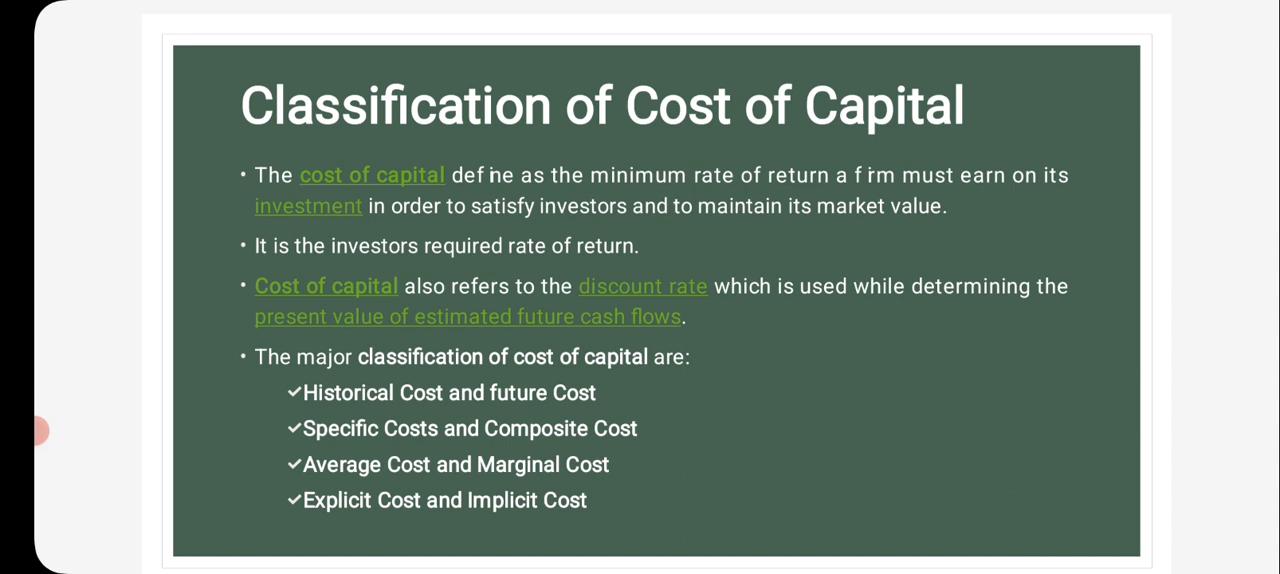 Classification of Cost of Capital
• The cost of capital define as the minimum rate of return a firm must earn on its
investment in order to satisfy investors and to maintain its market value.
• It is the investors required rate of return.
• Cost of capital also refers to the discount rate which is used while determining the
present value of estimated future cash flows.
• The major classification of cost of capital are:
✓Historical Cost and future Cost
✓Specific Costs and Composite Cost
✓Average Cost and Marginal Cost
✓Explicit Cost and Implicit Cost